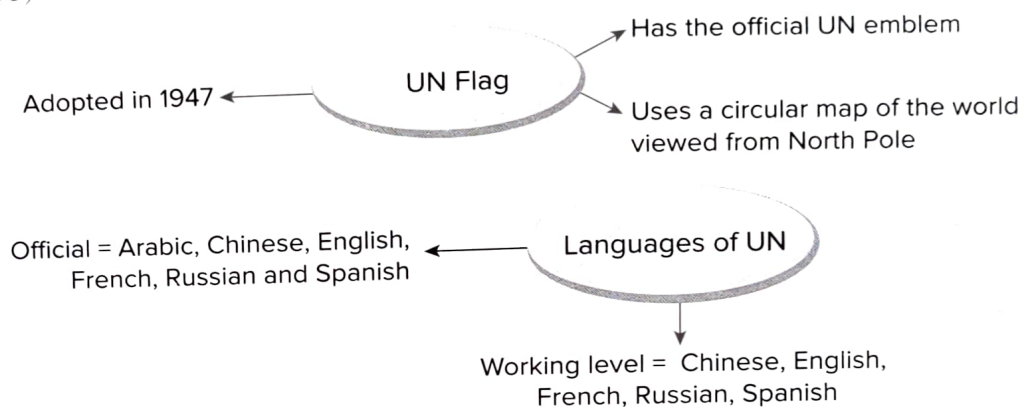 Has the official UN emblem
UN Flag
Adopted in 1947
Uses a circular map of the world
viewed from North Pole
Official = Arabic, Chinese, English,
French, Russian and Spanish
Languages of UN
Working level = Chinese, English,
French, Russian, Spanish